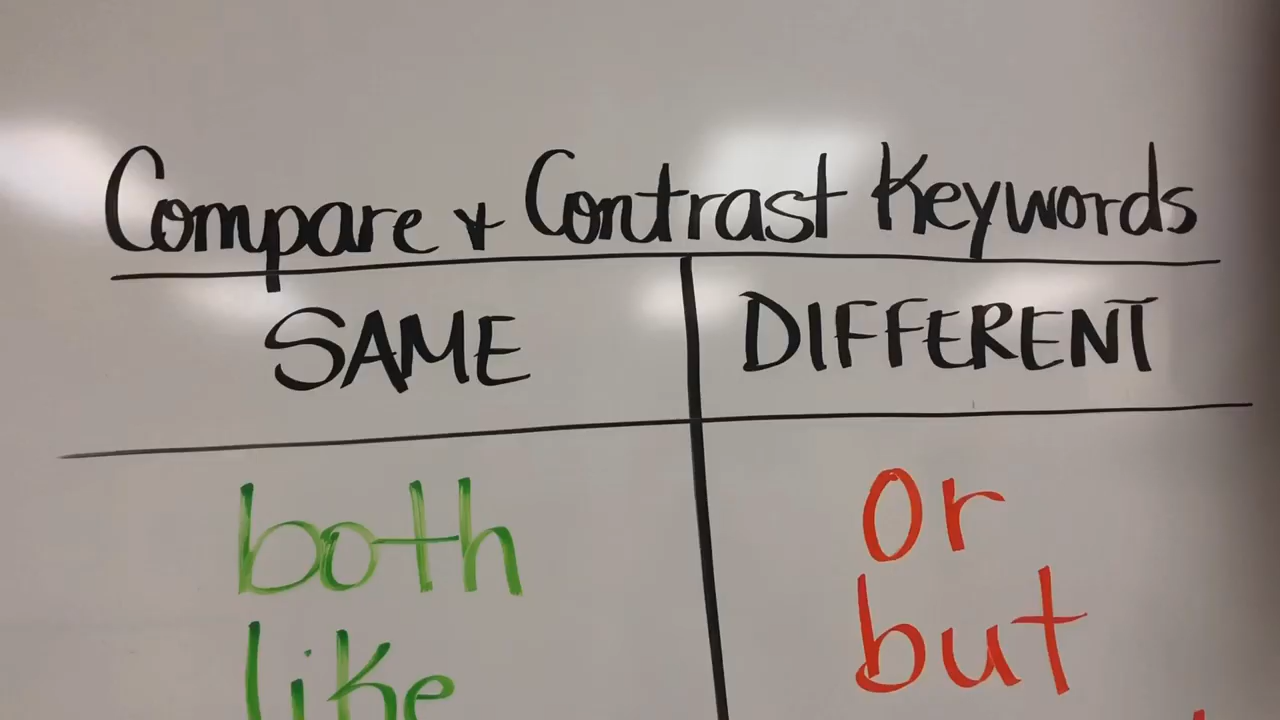 Compare & Contrast Keywords
SAME DIFFERENT
both or
like but